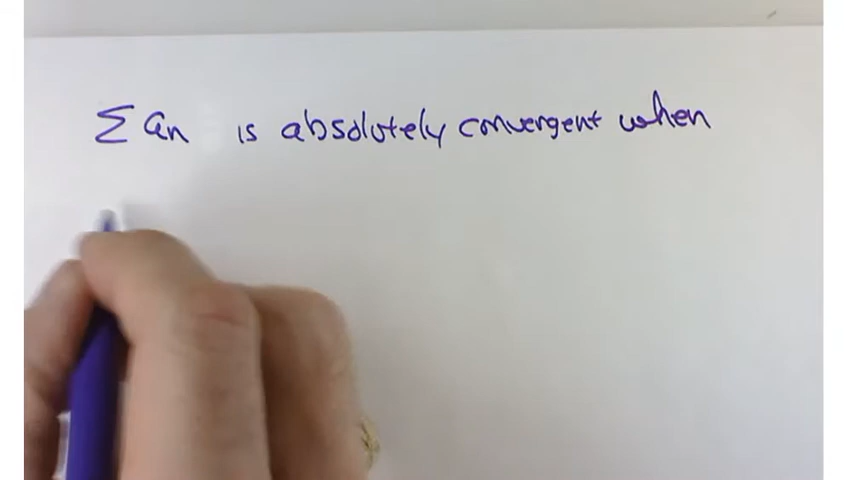 Σ an is absolutely convergent when